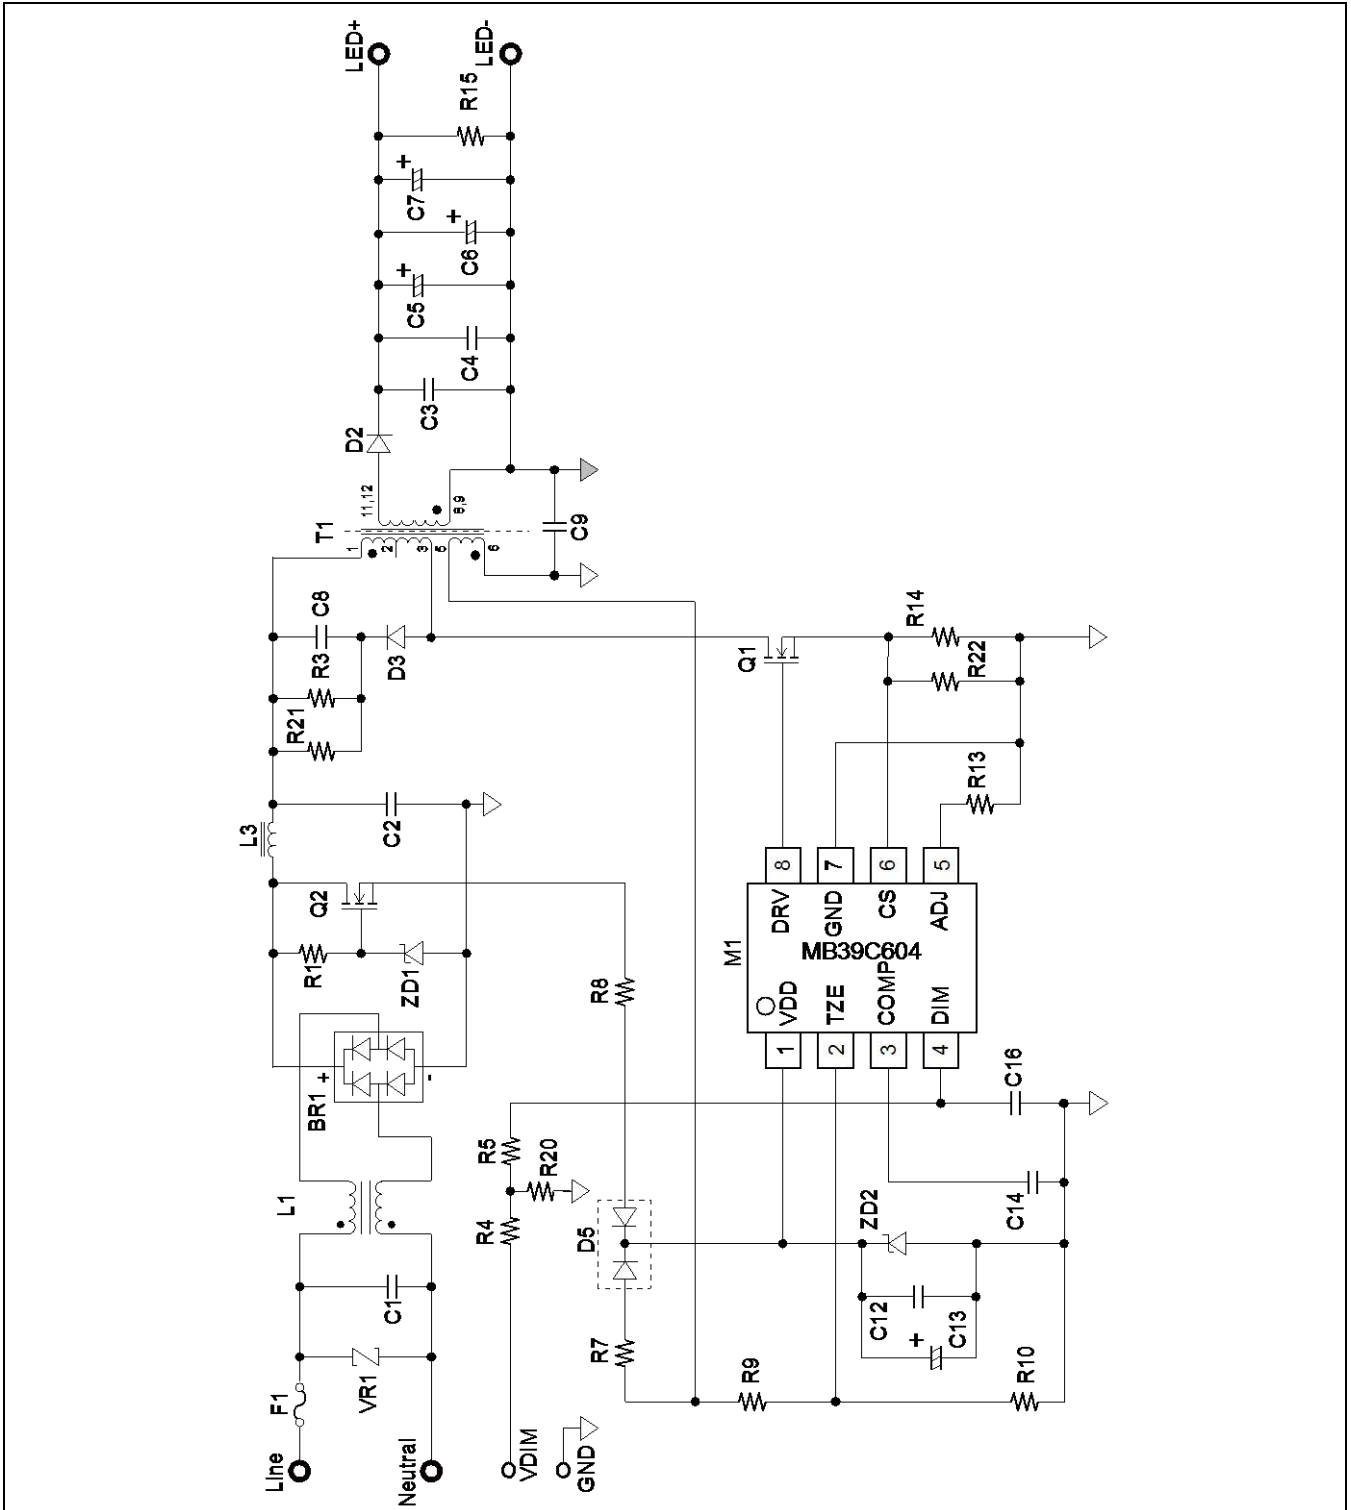 LED+
LED-
R15
C7
+
C6
+
C5
+
C4
C3
D2
11,12
8,9
T1
1
2
3
5
6
C9
C8
R3
D3
R21
Q1
R14
R22
R13
L3
C2
Q2
R1
ZD1
R8
BR1
+
-
M1
MB39C604
8
7
6
5
DRV
GND
CS
ADJ
VDD
TZE
COMP
DIM
1
2
3
4
C16
R5
R20
R4
L1
C14
ZD2
D5
C1
C12
C13
+
R7
R9
R10
VR1
F1
Line
Neutral
VDIM
GND